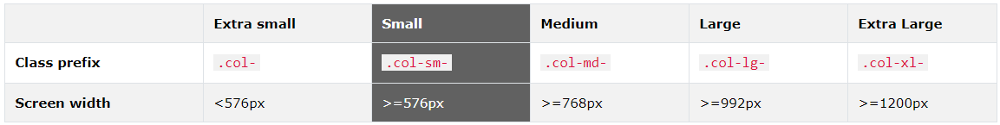 Extra small Small Medium Large Extra Large
Class prefix .col- .col-sm- .col-md- .col-lg- .col-xl-
Screen width <576px >=576px >=768px >=992px >=1200px